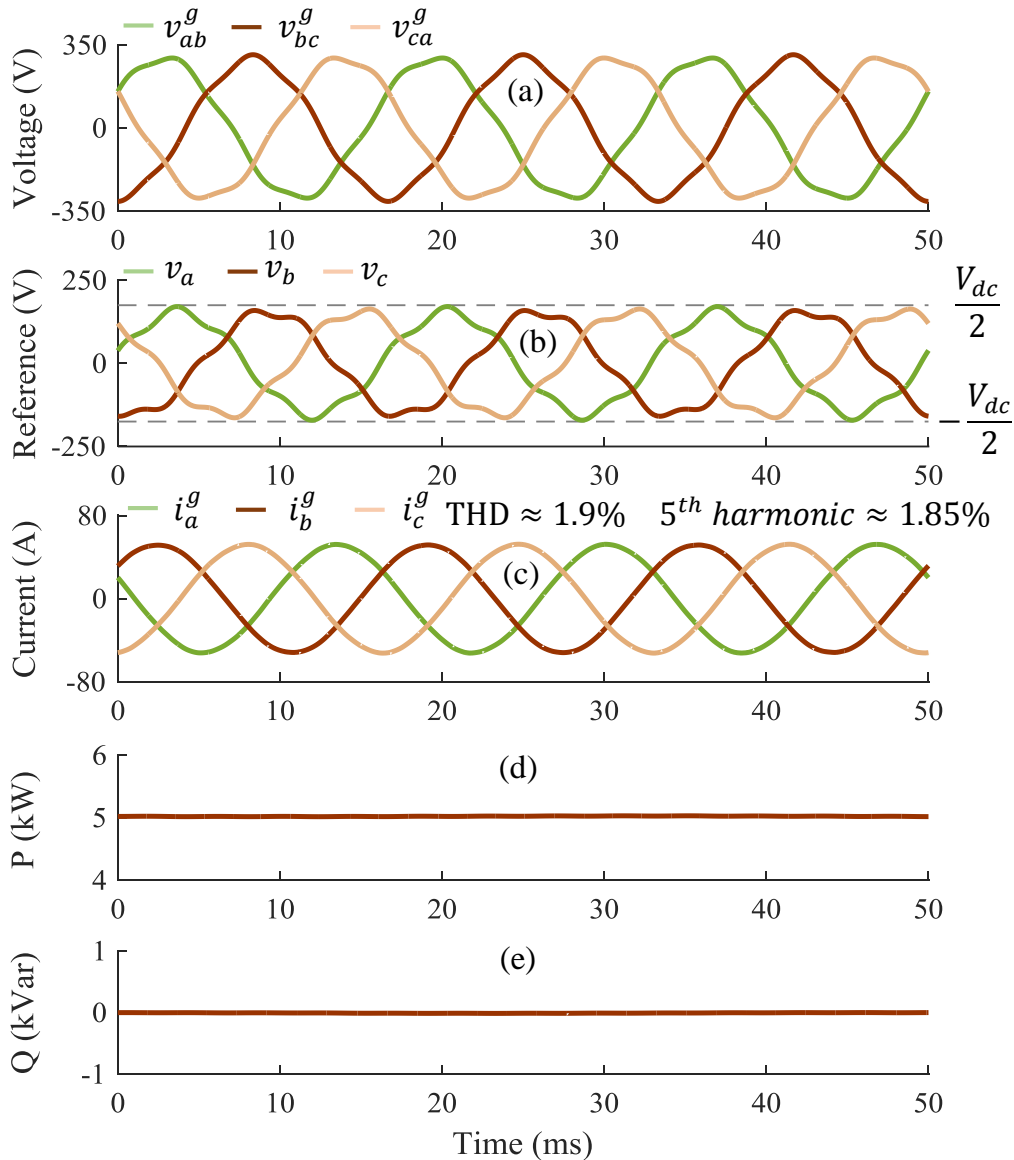 v_ab^g v_bc^g v_ca^g
Voltage (V)
350
0
-350
(a)
0 10 20 30 40 50
v_a v_b v_c
Reference (V)
250
0
-250
(b)
V_dc/2
-V_dc/2
0 10 20 30 40 50
i_a^g i_b^g i_c^g THD ≈ 1.9% 5^th harmonic ≈ 1.85%
Current (A)
80
0
-80
(c)
0 10 20 30 40 50
P (kW)
6
5
4
(d)
0 10 20 30 40 50
Q (kVar)
1
0
-1
(e)
0 10 20 30 40 50
Time (ms)